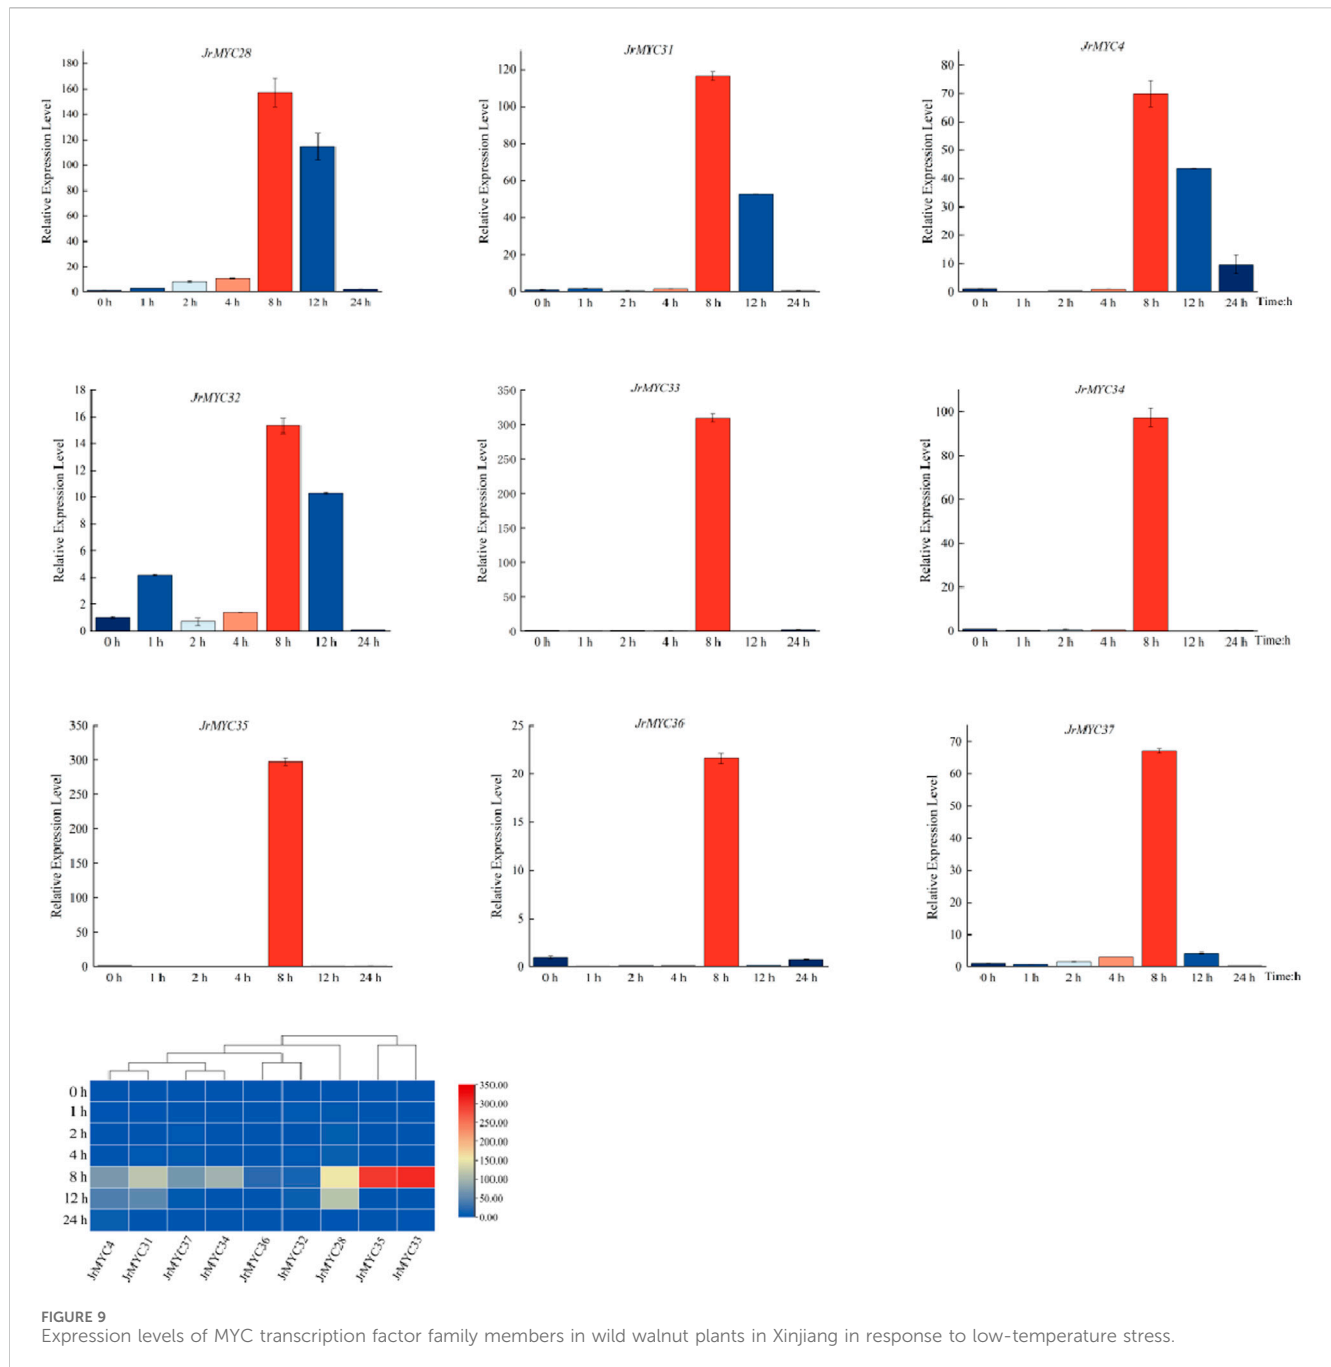 JrMYC28
Relative Expression Level
180
160
140
120
100
80
60
40
20
0
0 h 1 h 2 h 4 h 8 h 12 h 24 h
JrMYC31
Relative Expression Level
120
100
80
60
40
20
0
0 h 1 h 2 h 4 h 8 h 12 h 24 h
JrMYC4
Relative Expression Level
80
70
60
50
40
30
20
10
0
0 h 1 h 2 h 4 h 8 h 12 h 24 h Time:h
JrMYC32
Relative Expression Level
18
16
14
12
10
8
6
4
2
0
0 h 1 h 2 h 4 h 8 h 12 h 24 h
JrMYC33
Relative Expression Level
350
300
250
200
150
100
50
0
0 h 1 h 2 h 4 h 8 h 12 h 24 h
JrMYC34
Relative Expression Level
100
80
60
40
20
0
0 h 1 h 2 h 4 h 8 h 12 h 24 h Time:h
JrMYC35
Relative Expression Level
350
300
250
200
150
100
50
0
0 h 1 h 2 h 4 h 8 h 12 h 24 h
JrMYC36
Relative Expression Level
25
20
15
10
5
0
0 h 1 h 2 h 4 h 8 h 12 h 24 h
JrMYC37
Relative Expression Level
70
60
50
40
30
20
10
0
0 h 1 h 2 h 4 h 8 h 12 h 24 h Time:h
0 h
1 h
2 h
4 h
8 h
12 h
24 h
JrMYC4 JrMYC31 JrMYC37 JrMYC34 JrMYC36 JrMYC32 JrMYC28 JrMYC35 JrMYC33
350.00
300.00
250.00
200.00
150.00
100.00
50.00
0.00
FIGURE 9
Expression levels of MYC transcription factor family members in wild walnut plants in Xinjiang in response to low-temperature stress.